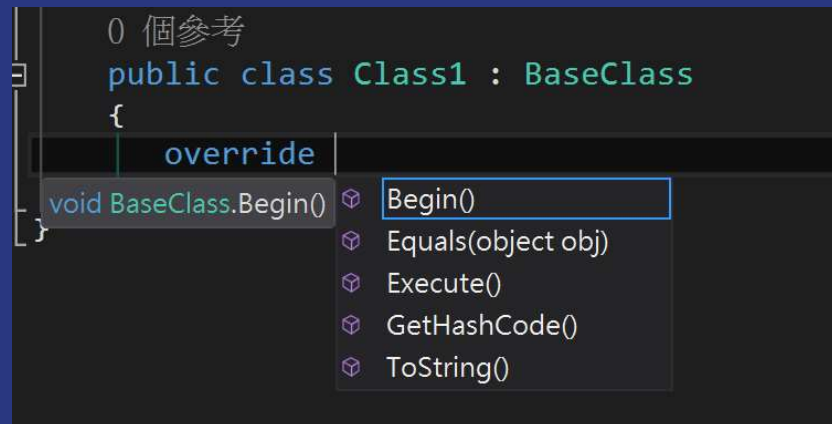 0 個參考
public class Class1 : BaseClass
{
override
void BaseClass.Begin()
Begin()
Equals(object obj)
Execute()
GetHashCode()
ToString()
}